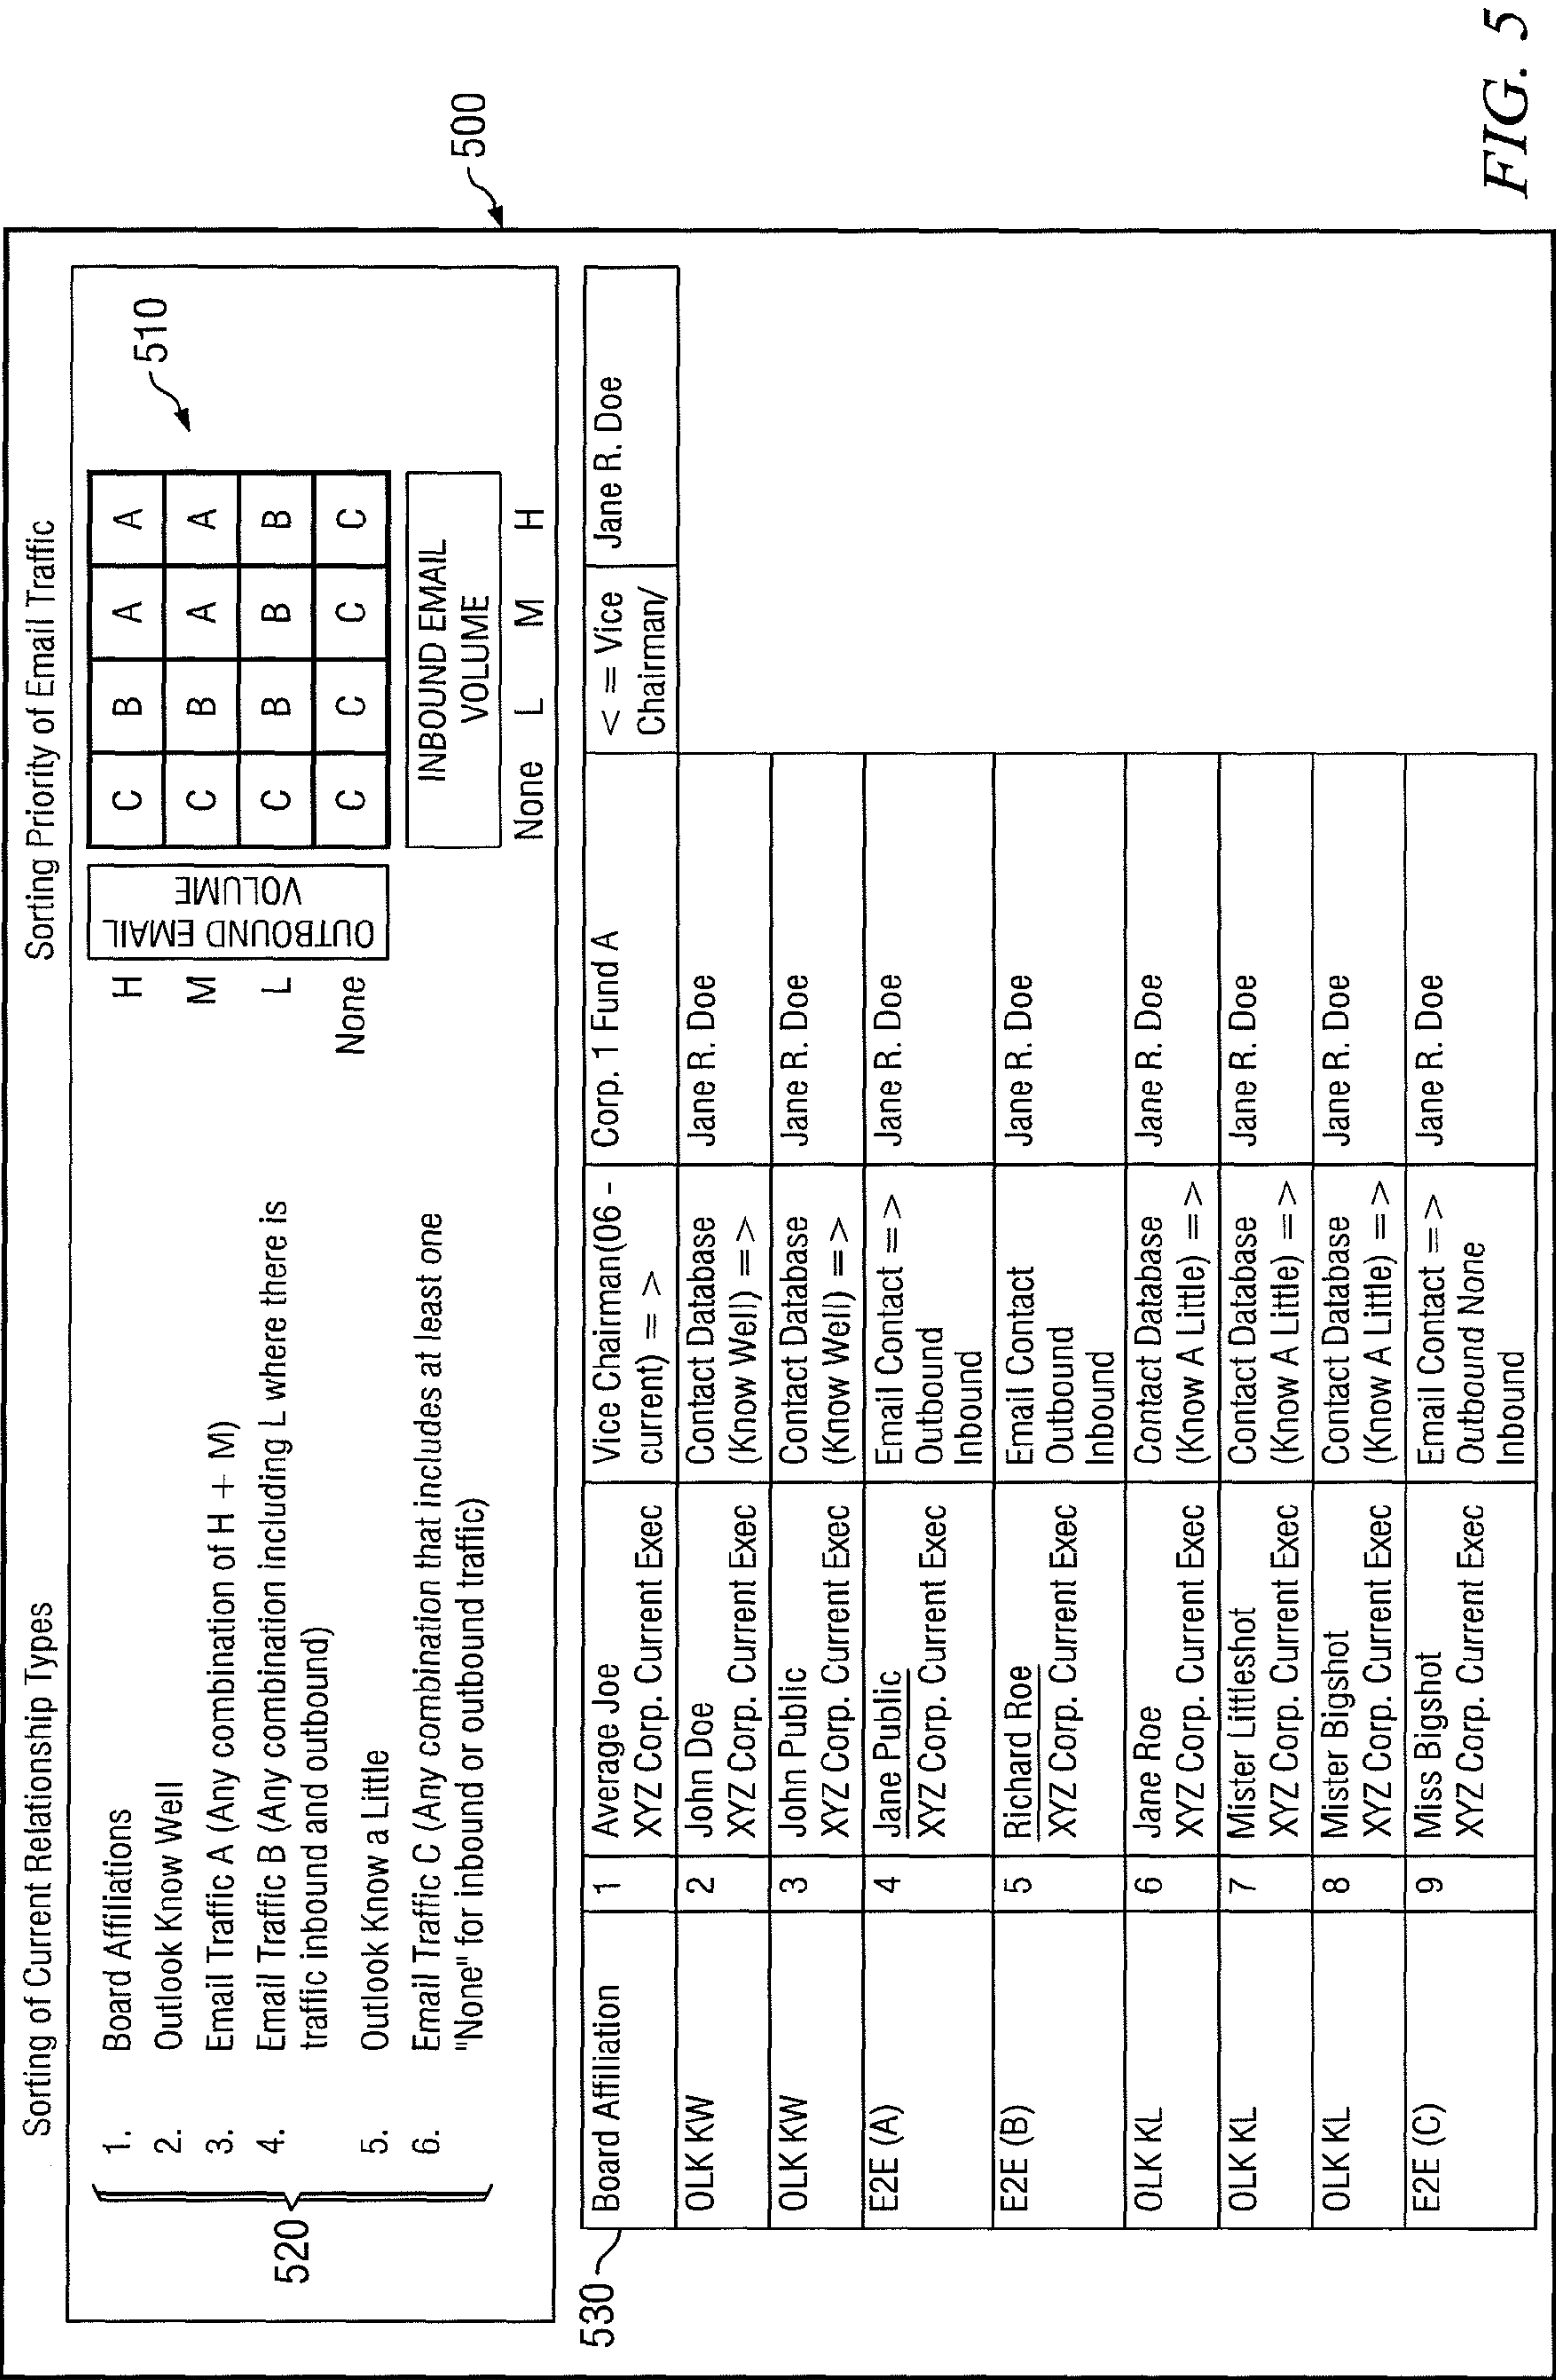 Sorting of Current Relationship Types
Sorting Priority of Email Traffic
1. Board Affiliations
2. Outlook Know Well
3. Email Traffic A (Any combination of H + M)
4. Email Traffic B (Any combination including L where there is
traffic inbound and outbound)
5. Outlook Know a Little
6. Email Traffic C (Any combination that includes at least one
"None" for inbound or outbound traffic)
520
H
M
L
None
OUTBOUND EMAIL
VOLUME
C B A A
C B A A
C B B B
C C C C
INBOUND EMAIL
VOLUME
None L M H
510
500
530
Board Affiliation
1
Average Joe
XYZ Corp. Current Exec
Vice Chairman(06 -
current) = >
Corp. 1 Fund A
< = Vice
Chairman/
Jane R. Doe
OLK KW
2
John Doe
XYZ Corp. Current Exec
Contact Database
(Know Well) = >
Jane R. Doe
OLK KW
3
John Public
XYZ Corp. Current Exec
Contact Database
(Know Well) = >
Jane R. Doe
E2E (A)
4
Jane Public
XYZ Corp. Current Exec
Email Contact = >
Outbound
Inbound
Jane R. Doe
E2E (B)
5
Richard Roe
XYZ Corp. Current Exec
Email Contact
Outbound
Inbound
Jane R. Doe
OLK KL
6
Jane Roe
XYZ Corp. Current Exec
Contact Database
(Know A Little) = >
Jane R. Doe
OLK KL
7
Mister Littleshot
XYZ Corp. Current Exec
Contact Database
(Know A Little) = >
Jane R. Doe
OLK KL
8
Mister Bigshot
XYZ Corp. Current Exec
Contact Database
(Know A Little) = >
Jane R. Doe
E2E (C)
9
Miss Bigshot
XYZ Corp. Current Exec
Email Contact = >
Outbound None
Inbound
Jane R. Doe
FIG. 5